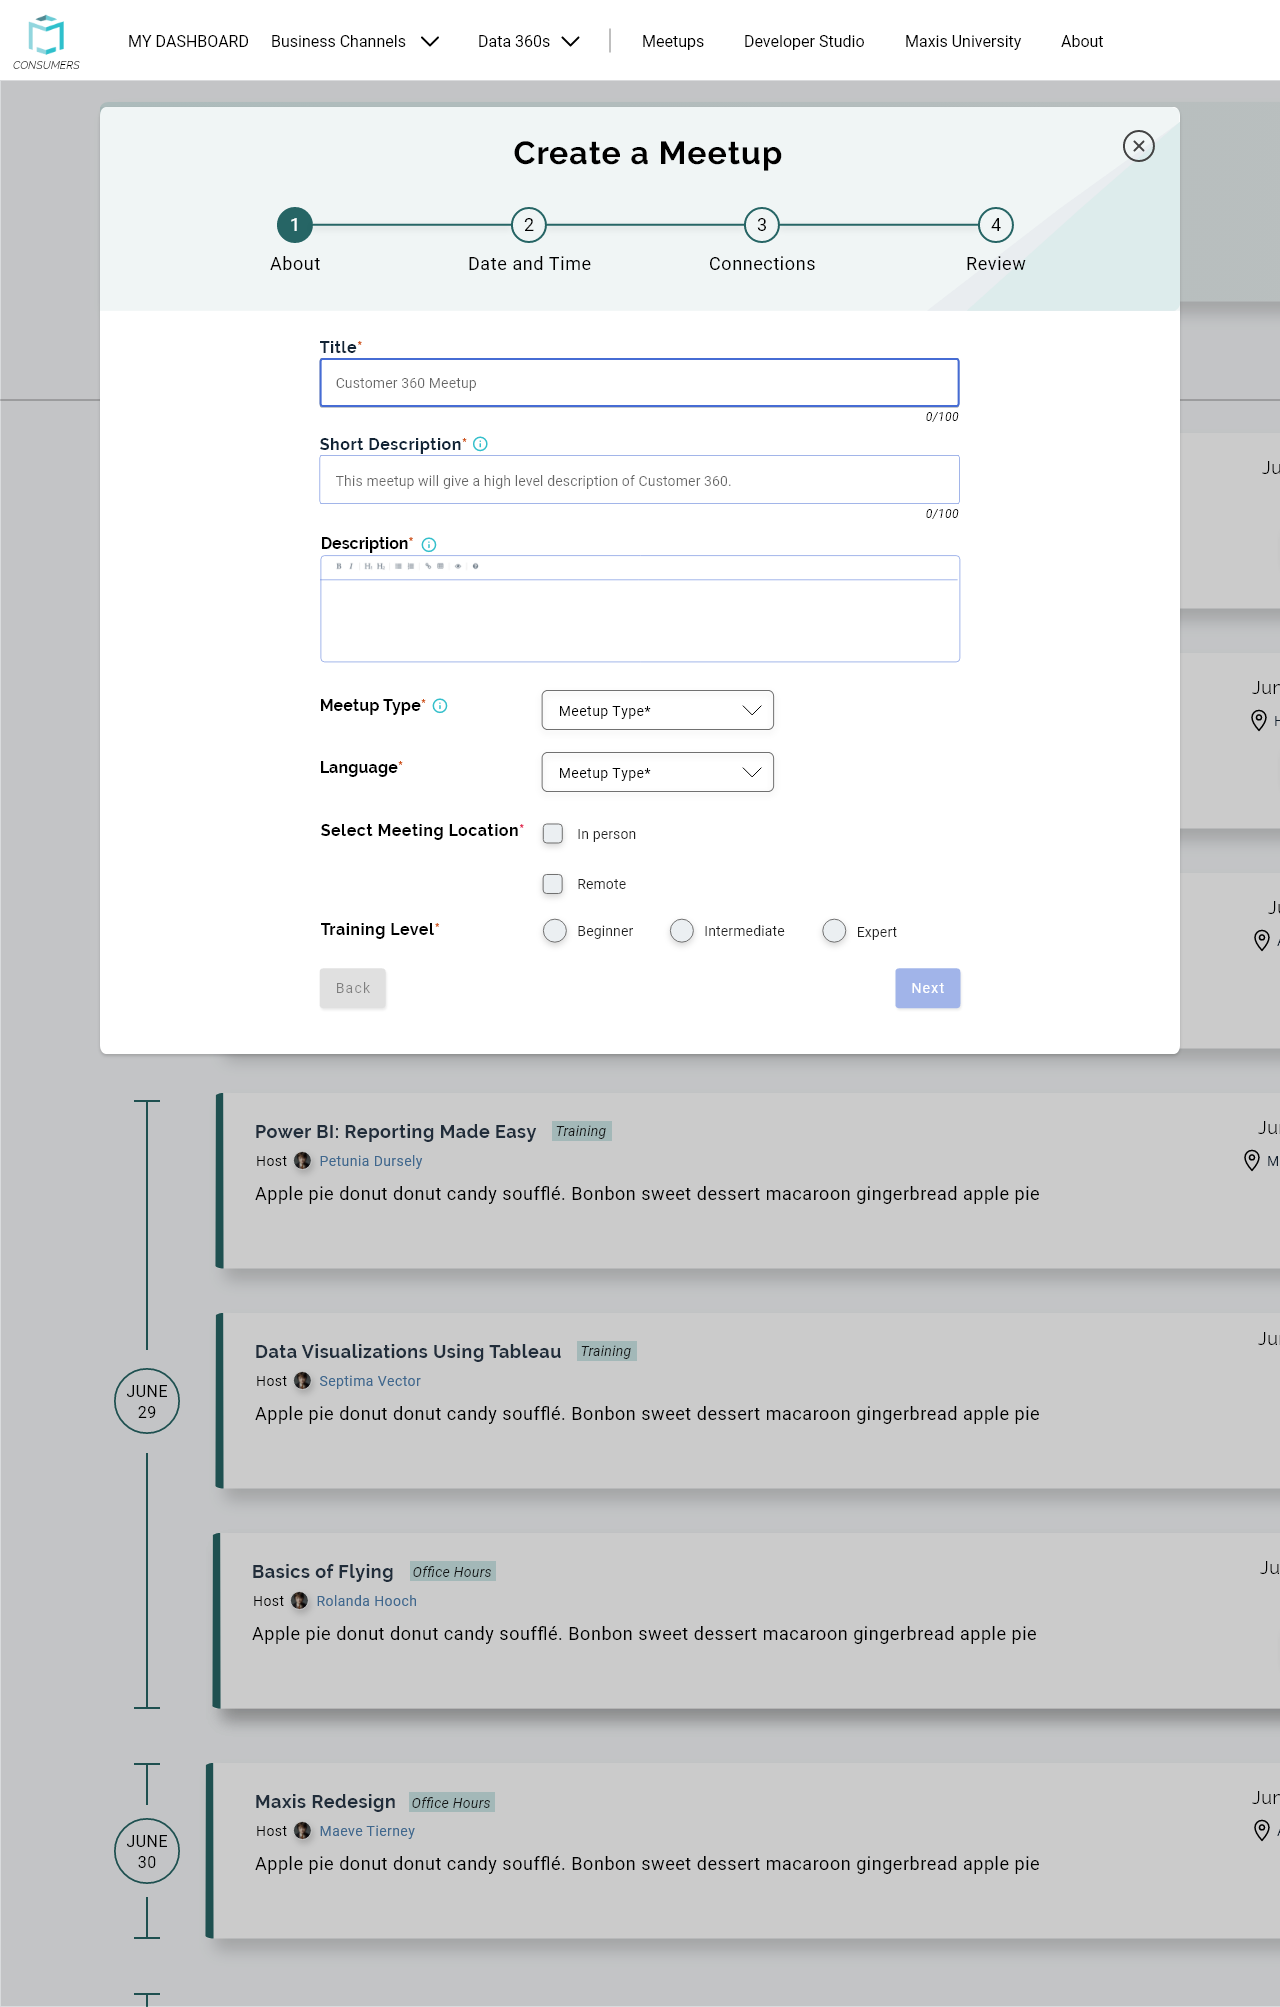 CONSUMERS
MY DASHBOARD Business Channels Data 360s Meetups Developer Studio Maxis University About
Create a Meetup
1 2 3 4
About Date and Time Connections Review
Title*
Customer 360 Meetup
0/100
Short Description*
This meetup will give a high level description of Customer 360.
0/100
Description*
B I H₁ H₂
Meetup Type* Meetup Type*
Language* Meetup Type*
Select Meeting Location* In person
Remote
Training Level* Beginner Intermediate Expert
Back Next
Ju
Jun
H
Ju
A
Power BI: Reporting Made Easy Training Jun
Host Petunia Dursely M
Apple pie donut donut candy soufflé. Bonbon sweet dessert macaroon gingerbread apple pie
JUNE
29
Data Visualizations Using Tableau Training Jun
Host Septima Vector
Apple pie donut donut candy soufflé. Bonbon sweet dessert macaroon gingerbread apple pie
Basics of Flying Office Hours Ju
Host Rolanda Hooch
Apple pie donut donut candy soufflé. Bonbon sweet dessert macaroon gingerbread apple pie
JUNE
30
Maxis Redesign Office Hours Jun
Host Maeve Tierney A
Apple pie donut donut candy soufflé. Bonbon sweet dessert macaroon gingerbread apple pie